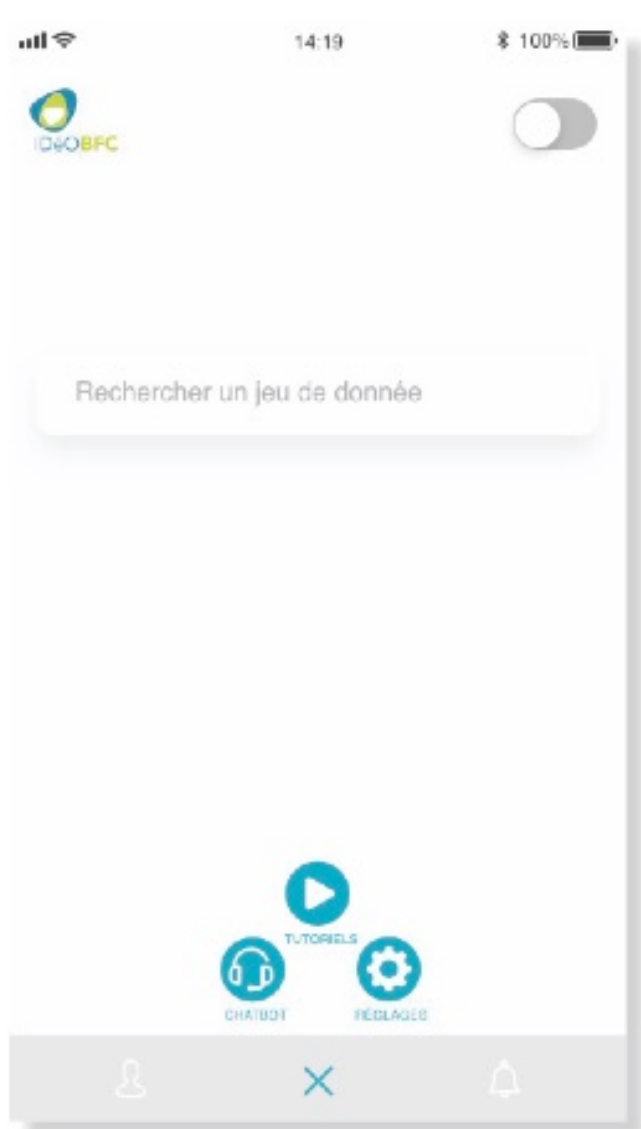 14:19
100%
IDéOBFC
Rechercher un jeu de donnée
TUTORIELS
CHATBOT
RÉGLAGES